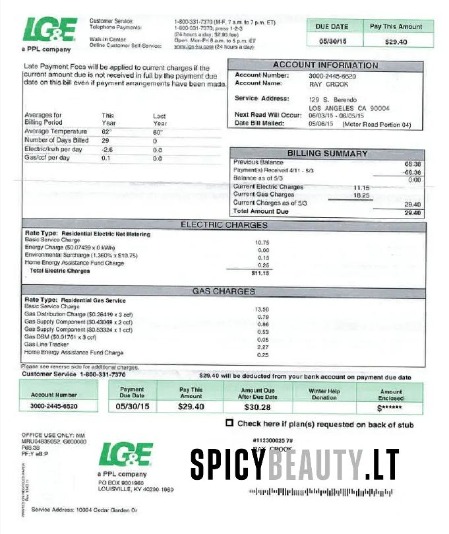 LG&E
a PPL company
Customer Service: 1-800-331-7370 (M-F, 7 a.m. to 7 p.m. ET)
Telephone Payments: 1-800-331-7370, press 1-2-3
(24 hours a day, $2.95 fee)
Walk-in Center Open: Mon-Fri 8 a.m. to 5 p.m. ET
Online Customer Self-Service: www.lge-ku.com (24 hours a day)
DUE DATE Pay This Amount
05/30/15 $29.40
Late Payment Fees will be applied to current charges if the
current amount due is not received in full by the payment due
date on this bill even if payment arrangements have been made.
ACCOUNT INFORMATION
Account Number: 3000-2445-6520
Account Name: RAY CROOK
Service Address: 129 S. Berendo
LOS ANGELES CA 90004
Next Read Will Occur: 06/03/15 - 06/05/15
Date Bill Mailed: 05/06/15 (Meter Read Portion 04)
Averages for This Last
Billing Period Year Year
Average Temperature 62° 60°
Number of Days Billed 29 0
Electric/kwh per day -2.6 0.0
Gas/ccf per day 0.1 0.0
BILLING SUMMARY
Previous Balance 68.38
Payment(s) Received 4/11 - 5/3 -68.38
Balance as of 5/3 0.00
Current Electric Charges 11.15
Current Gas Charges 18.25
Current Charges as of 5/3 29.40
Total Amount Due 29.40
ELECTRIC CHARGES
Rate Type: Residential Electric Net Metering
Basic Service Charge 10.75
Energy Charge ($0.07439 x 0 kWh) 0.00
Environmental Surcharge (1.360% x $10.75) 0.15
Home Energy Assistance Fund Charge 0.25
Total Electric Charges $11.15
GAS CHARGES
Rate Type: Residential Gas Service
Basic Service Charge 13.50
Gas Distribution Charge ($0.26419 x 3 ccf) 0.79
Gas Supply Component ($0.43069 x 2 ccf) 0.86
Gas Supply Component ($0.53334 x 1 ccf) 0.53
Gas DSM ($0.01761 x 3 ccf) 0.05
Gas Line Tracker 2.27
Home Energy Assistance Fund Charge 0.25
Please see reverse side for additional charges.
Customer Service 1-800-331-7370 $29.40 will be deducted from your bank account on payment due date
Account Number Payment Due Date Pay This Amount Amount Due After Due Date Winter Help Donation Amount Enclosed
3000-2445-6520 05/30/15 $29.40 $30.28 $******
Check here if plan(s) requested on back of stub
OFFICE USE ONLY:
LG&E
a PPL company
PO BOX 9001960
LOUISVILLE, KY 40290-1960
RAY CROOK
SPICYBEAUTY.LT
Service Address: 10304 Cedar Garden Dr